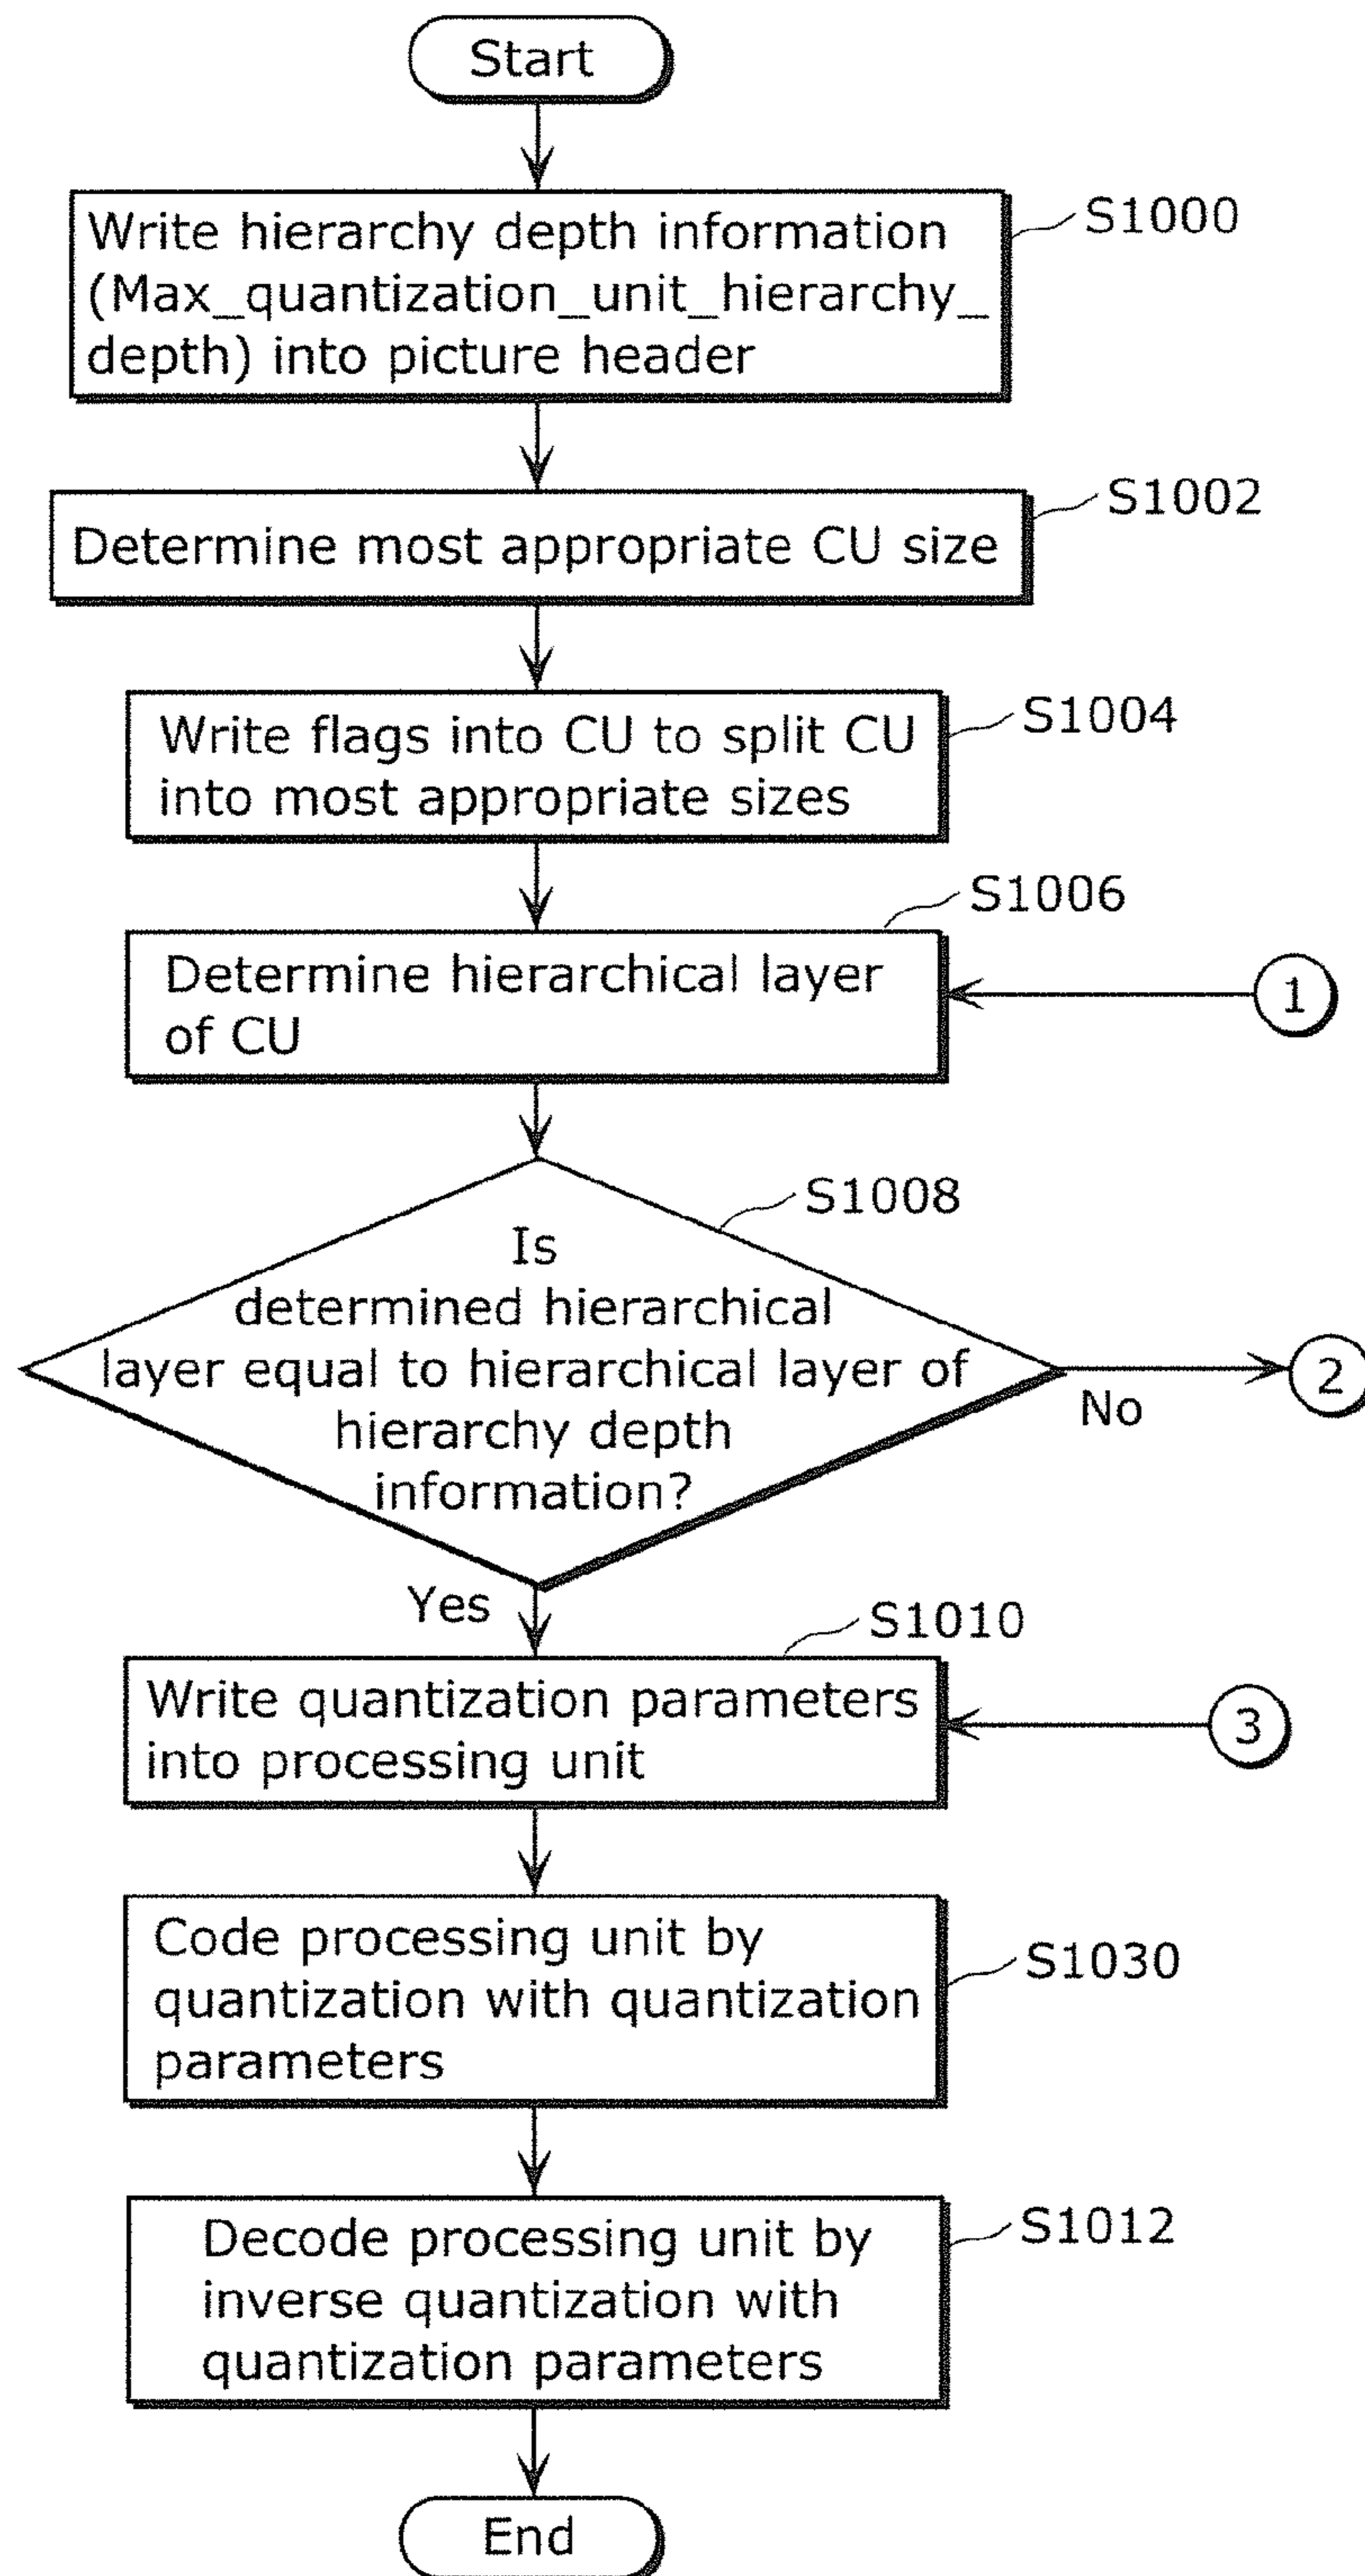 Start
Write hierarchy depth information
(Max_quantization_unit_hierarchy_
depth) into picture header
S1000
Determine most appropriate CU size
S1002
Write flags into CU to split CU
into most appropriate sizes
S1004
Determine hierarchical layer
of CU
S1006
1
Is
determined hierarchical
layer equal to hierarchical layer of
hierarchy depth
information?
S1008
No
2
Yes
Write quantization parameters
into processing unit
S1010
3
Code processing unit by
quantization with quantization
parameters
S1030
Decode processing unit by
inverse quantization with
quantization parameters
S1012
End